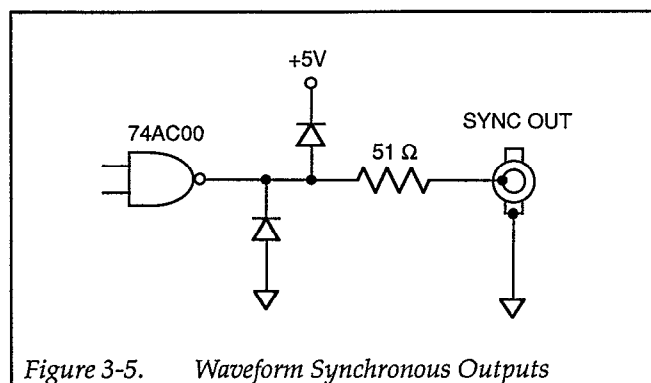 +5V
74AC00
51 Ω
SYNC OUT
Figure 3-5. Waveform Synchronous Outputs